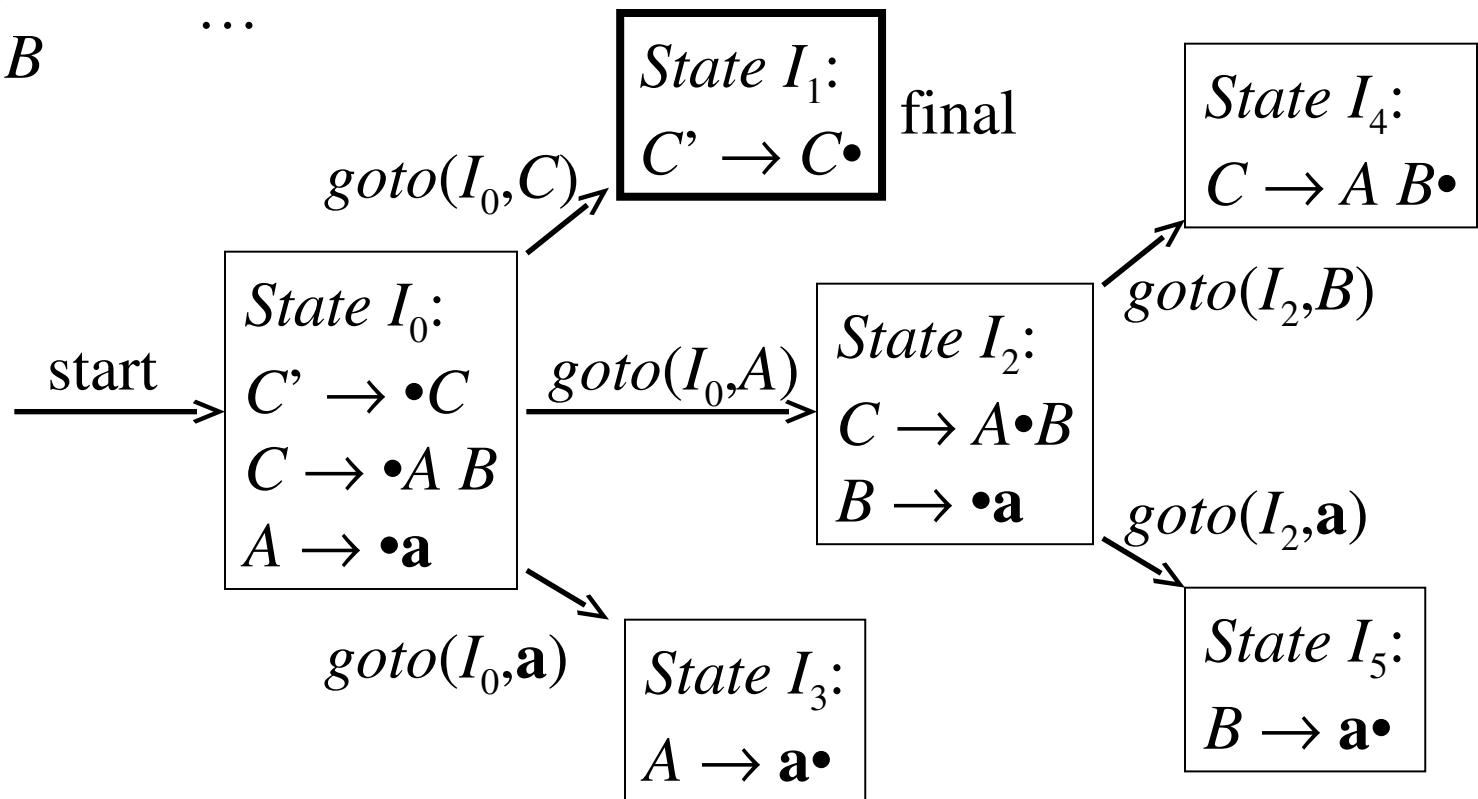 …
B
State I₁:
C’ → C•
final
State I₄:
C → A B•
goto(I₀,C)
goto(I₂,B)
State I₀:
C’ → •C
C → •A B
A → •a
start
goto(I₀,A)
State I₂:
C → A•B
B → •a
goto(I₂,a)
goto(I₀,a)
State I₃:
A → a•
State I₅:
B → a•